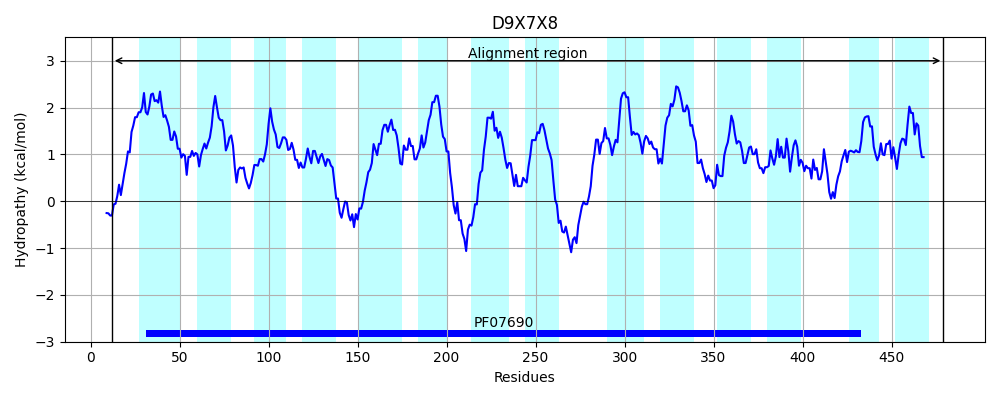 D9X7X8
Alignment region
Hydropathy (kcal/mol)
3
2
1
0
−1
−2
−3
PF07690
0 50 100 150 200 250 300 350 400 450
Residues